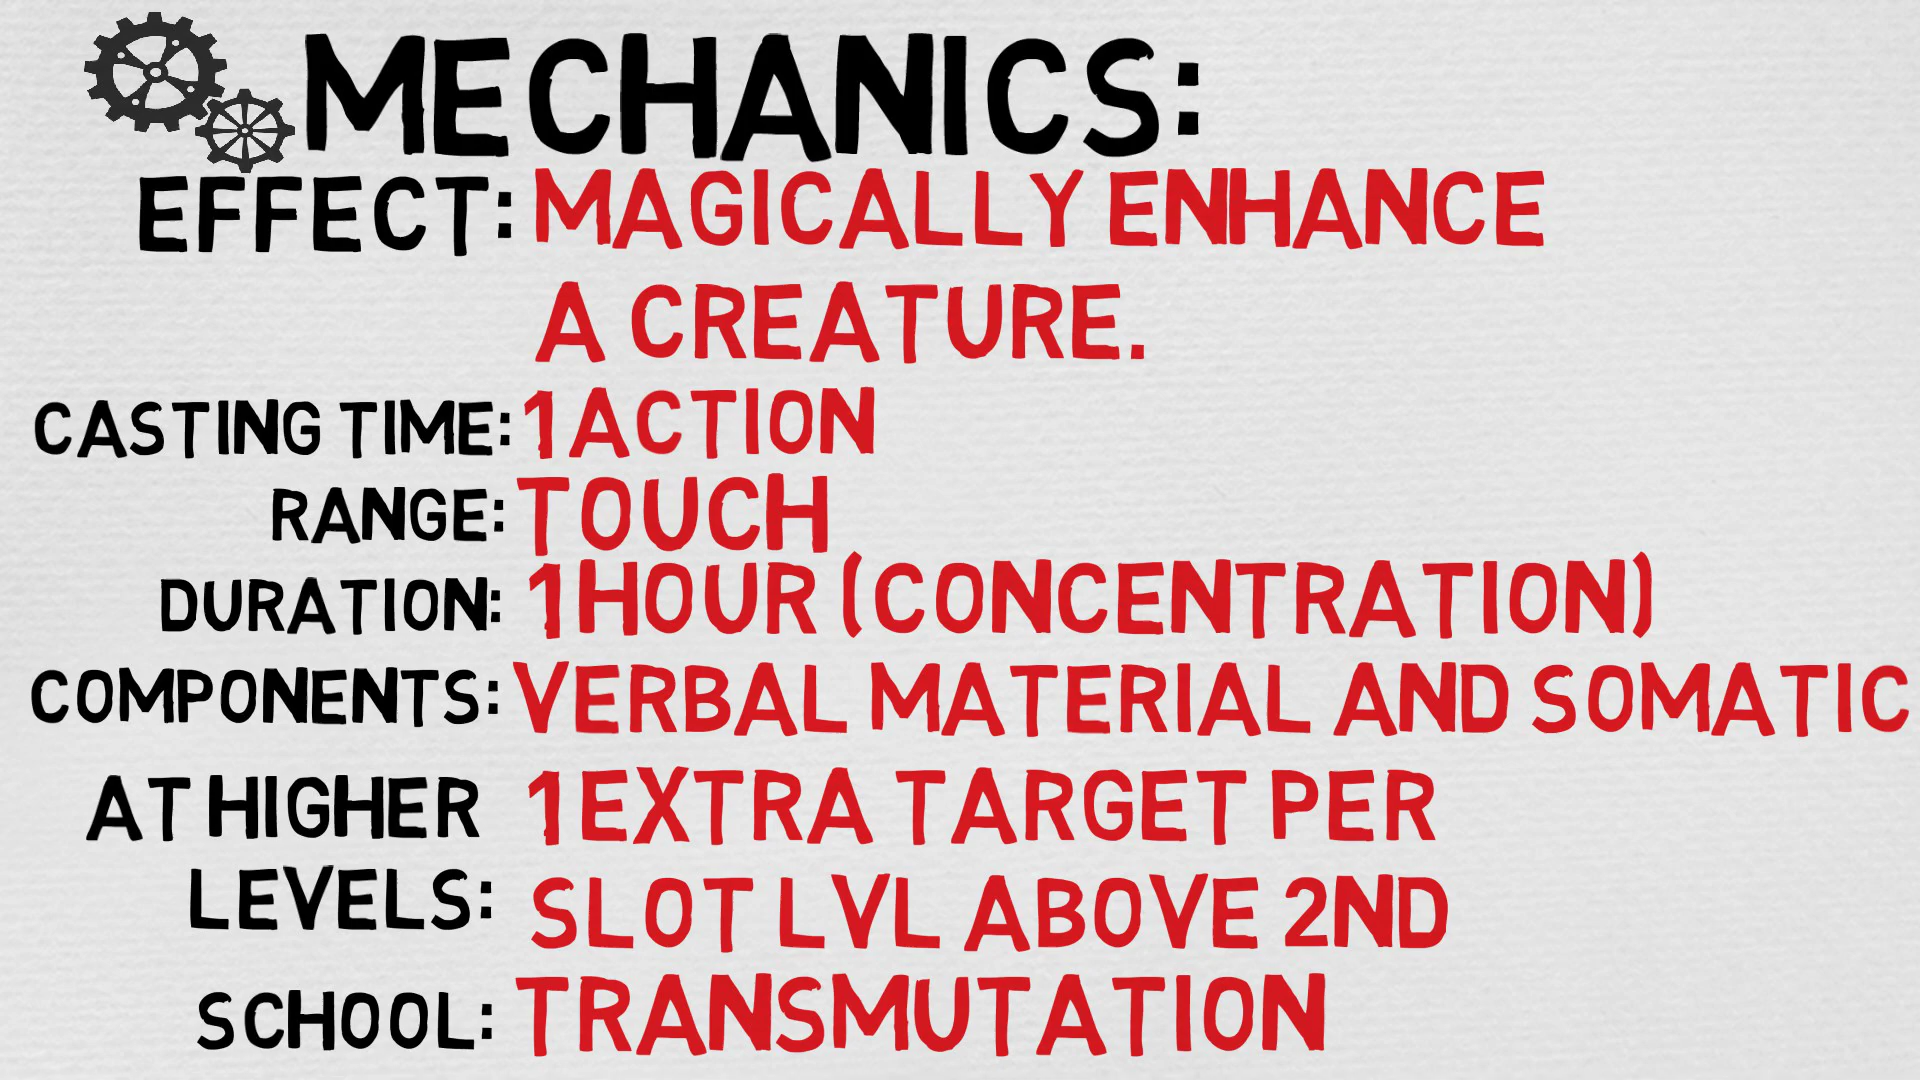 MECHANICS:
EFFECT: MAGICALLY ENHANCE
A CREATURE.
CASTING TIME: 1 ACTION
RANGE: TOUCH
DURATION: 1 HOUR (CONCENTRATION)
COMPONENTS: VERBAL MATERIAL AND SOMATIC
AT HIGHER 1 EXTRA TARGET PER
LEVELS: SLOT LVL ABOVE 2ND
SCHOOL: TRANSMUTATION